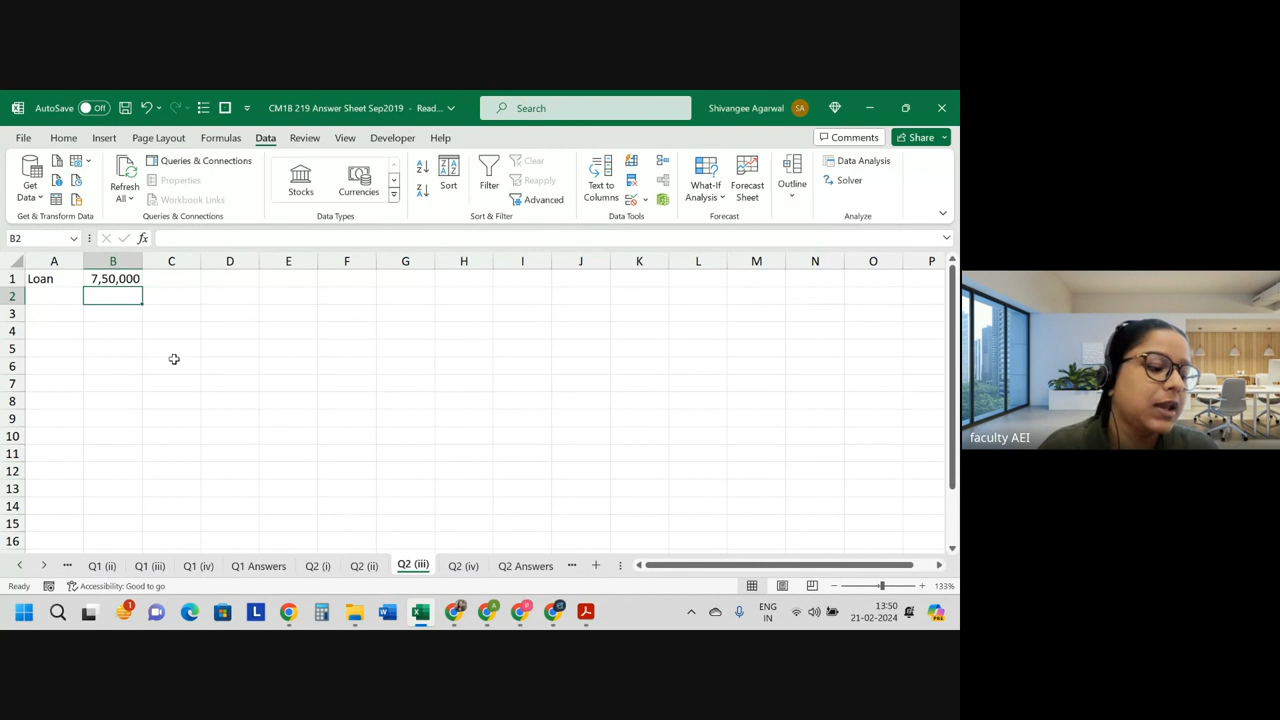 AutoSave Off CM1B 219 Answer Sheet Sep2019 - Read... Search Shivangee Agarwal SA
File Home Insert Page Layout Formulas Data Review View Developer Help Comments Share
Get Data Refresh All Queries & Connections Properties Workbook Links Stocks Currencies Sort Filter Clear Reapply Advanced Text to Columns What-If Analysis Forecast Sheet Outline Data Analysis Solver
Get & Transform Data Queries & Connections Data Types Sort & Filter Data Tools Forecast Analyze
B2 fx
A B C D E F G H I J K L M N O P
1 Loan 7,50,000
2
3
4
5
6
7
8
9
10
11
12
13
14
15
16
Q1 (ii) Q1 (iii) Q1 (iv) Q1 Answers Q2 (i) Q2 (ii) Q2 (iii) Q2 (iv) Q2 Answers
Ready Accessibility: Good to go 133%
ENG IN 13:50 21-02-2024
faculty AEI